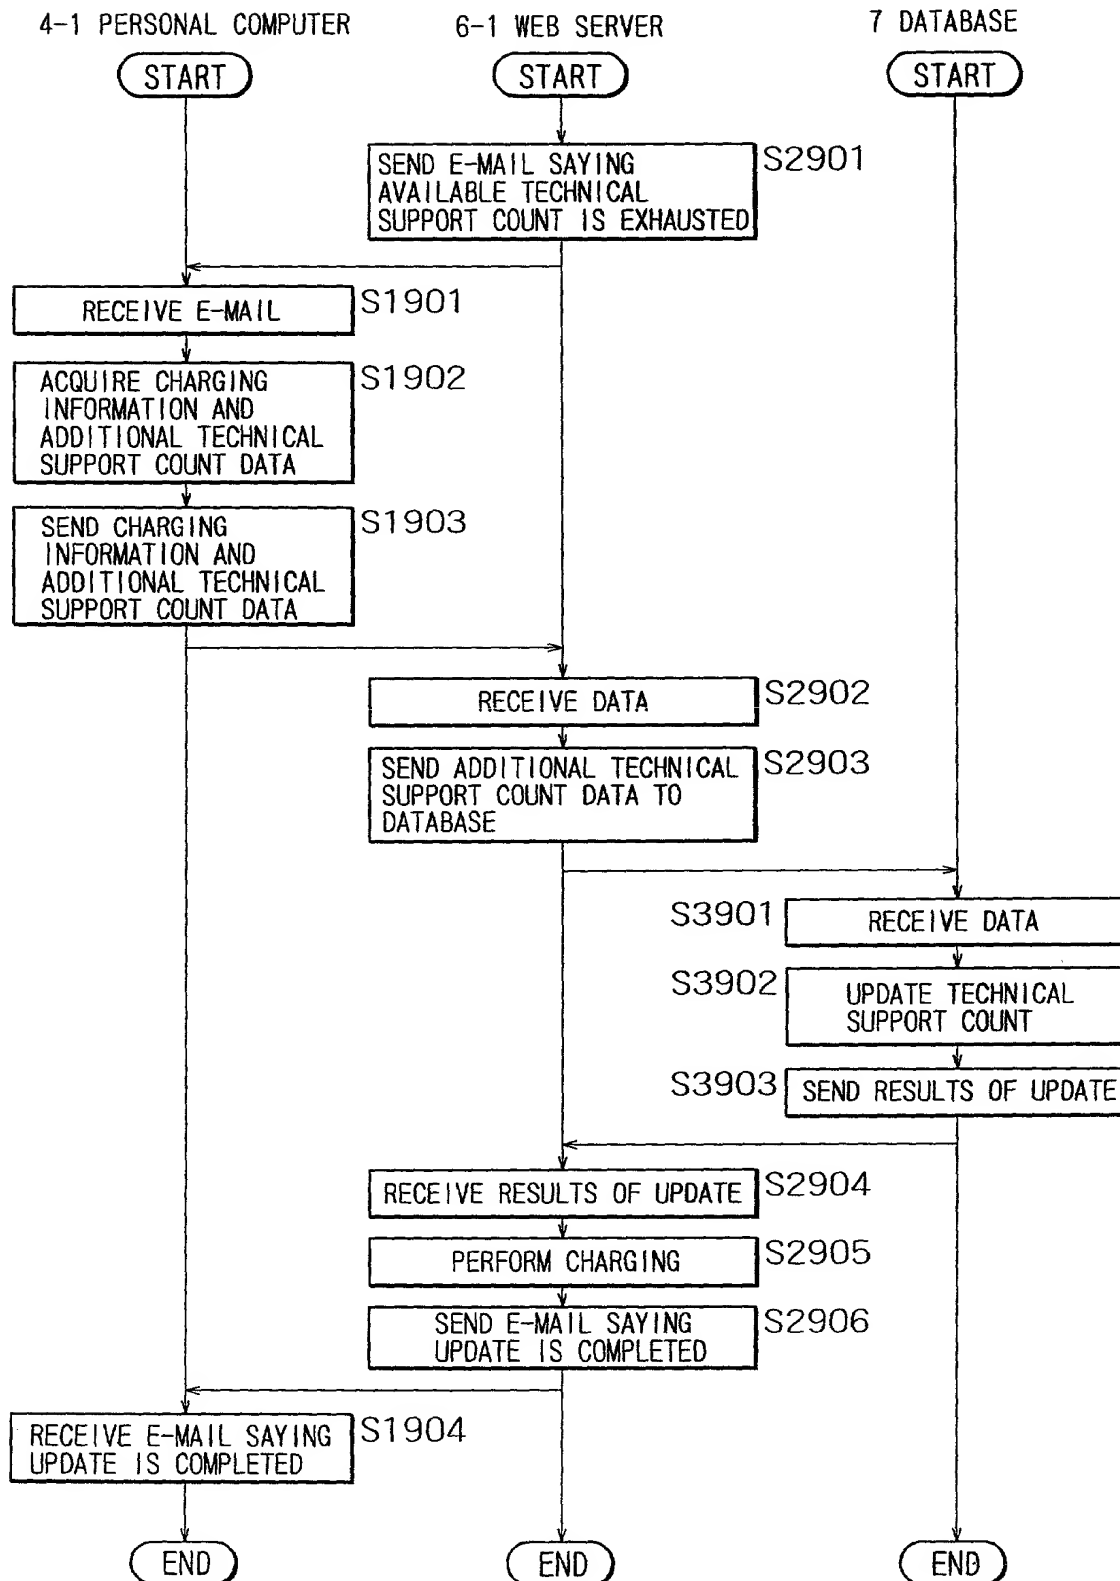 4-1 PERSONAL COMPUTER
6-1 WEB SERVER
7 DATABASE
START
START
START
SEND E-MAIL SAYING
AVAILABLE TECHNICAL
SUPPORT COUNT IS EXHAUSTED
S2901
RECEIVE E-MAIL
S1901
ACQUIRE CHARGING
INFORMATION AND
ADDITIONAL TECHNICAL
SUPPORT COUNT DATA
S1902
SEND CHARGING
INFORMATION AND
ADDITIONAL TECHNICAL
SUPPORT COUNT DATA
S1903
RECEIVE DATA
S2902
SEND ADDITIONAL TECHNICAL
SUPPORT COUNT DATA TO
DATABASE
S2903
S3901
RECEIVE DATA
S3902
UPDATE TECHNICAL
SUPPORT COUNT
S3903
SEND RESULTS OF UPDATE
RECEIVE RESULTS OF UPDATE
S2904
PERFORM CHARGING
S2905
SEND E-MAIL SAYING
UPDATE IS COMPLETED
S2906
RECEIVE E-MAIL SAYING
UPDATE IS COMPLETED
S1904
END
END
END